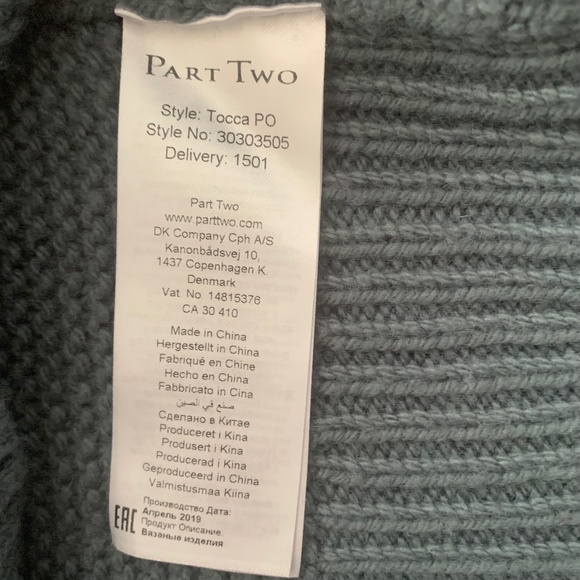 PART TWO
Style: Tocca PO
Style No: 30303505
Delivery: 1501
Part Two
www.parttwo.com
DK Company Cph A/S
Kanonbådsvej 10,
1437 Copenhagen K.
Denmark
Vat. No. 14815376
CA 30 410
Made in China
Hergestellt in China
Fabriqué en Chine
Hecho en China
Fabbricato in Cina
صنع في الصين
Сделано в Китае
Produceret i Kina
Produsert i Kina
Producerad i Kina
Geproduceerd in China
Valmistusmaa Kiina
EAC
Производство Дата:
Апрель 2019
Продукт Описание:
Вязаные изделия